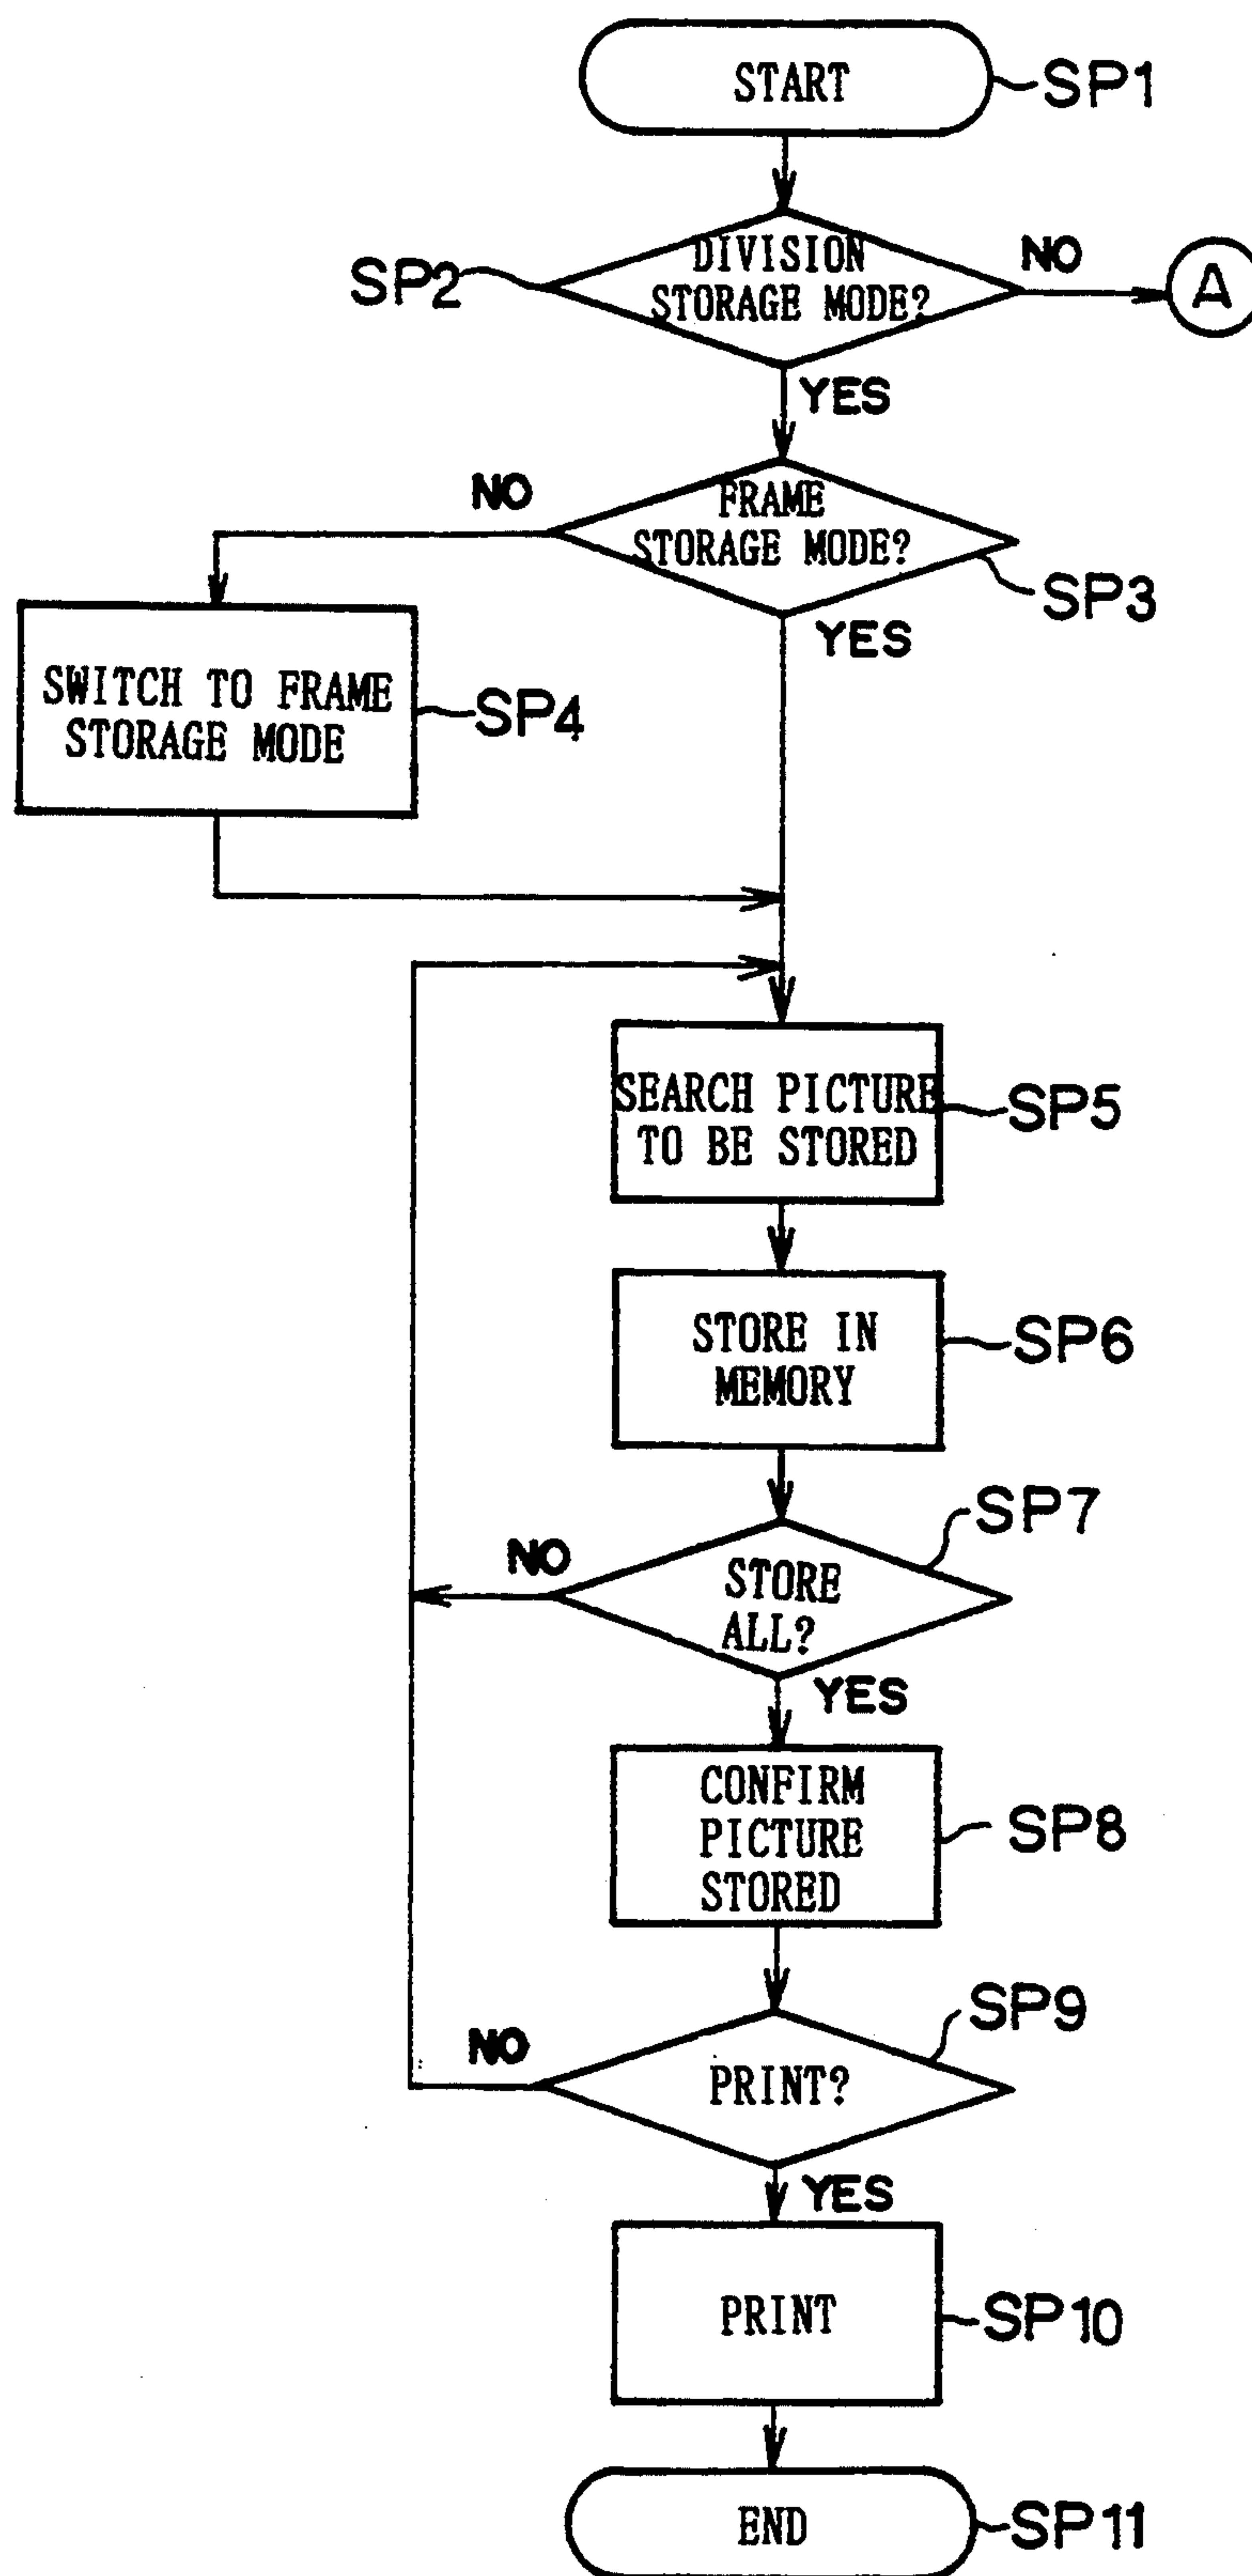 START
SP1
DIVISION
STORAGE MODE?
SP2
NO
A
YES
FRAME
STORAGE MODE?
NO
SP3
YES
SWITCH TO FRAME
STORAGE MODE
SP4
SEARCH PICTURE
TO BE STORED
SP5
STORE IN
MEMORY
SP6
SP7
STORE
ALL?
NO
YES
CONFIRM
PICTURE
STORED
SP8
SP9
NO
PRINT?
YES
PRINT
SP10
END
SP11